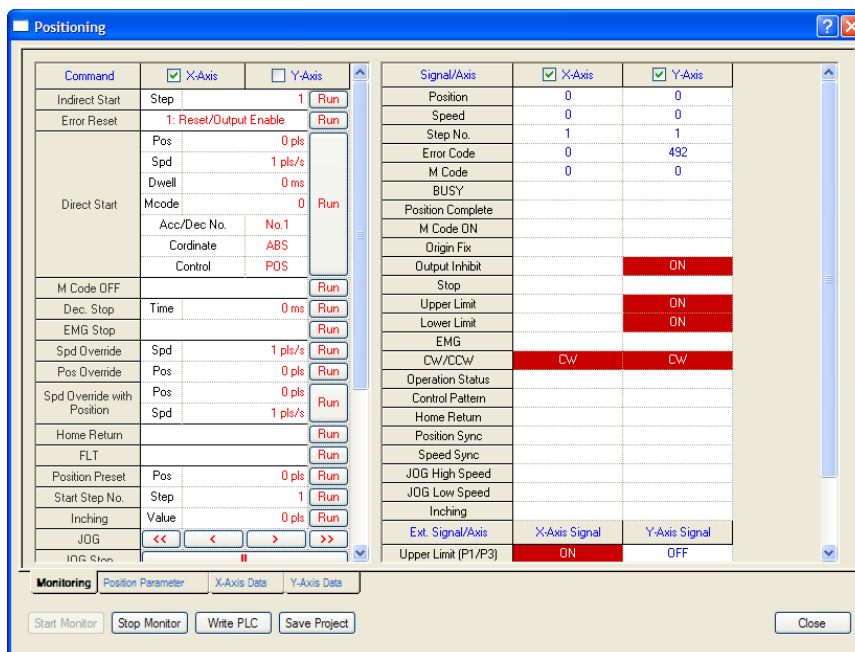 Positioning
Command X-Axis Y-Axis
Indirect Start Step 1 Run
Error Reset 1: Reset/Output Enable Run
Direct Start Pos 0 pls Run
Spd 1 pls/s
Dwell 0 ms
Mcode 0
Acc/Dec No. No.1
Cordinate ABS
Control POS
M Code OFF Run
Dec. Stop Time 0 ms Run
EMG Stop Run
Spd Override Spd 1 pls/s Run
Pos Override Pos 0 pls Run
Spd Override with Position Pos 0 pls Run
Spd 1 pls/s
Home Return Run
FLT Run
Position Preset Pos 0 pls Run
Start Step No. Step 1 Run
Inching Value 0 pls Run
JOG << < > >>
JOG Stop II
Signal/Axis X-Axis Y-Axis
Position 0 0
Speed 0 0
Step No. 1 1
Error Code 0 492
M Code 0 0
BUSY
Position Complete
M Code ON
Origin Fix
Output Inhibit ON
Stop
Upper Limit ON
Lower Limit ON
EMG
CW/CCW CW CW
Operation Status
Control Pattern
Home Return
Position Sync
Speed Sync
JOG High Speed
JOG Low Speed
Inching
Ext. Signal/Axis X-Axis Signal Y-Axis Signal
Upper Limit (P1/P3) ON OFF
Monitoring Position Parameter X-Axis Data Y-Axis Data
Start Monitor Stop Monitor Write PLC Save Project Close